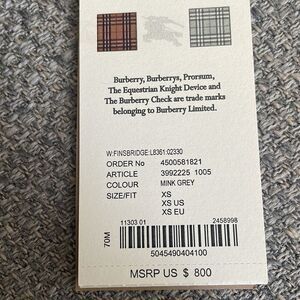 Burberry, Burberrys, Prorsum,
The Equestrian Knight Device and
The Burberry Check are trade marks
belonging to Burberry Limited.
W:FINSBRIDGE:L8361:02330
ORDER No 4500581821
ARTICLE 3992225 1005
COLOUR MINK GREY
SIZE/FIT XS
XS US
XS EU
11303 01 2458998
70M
5045490404100
MSRP US $ 800